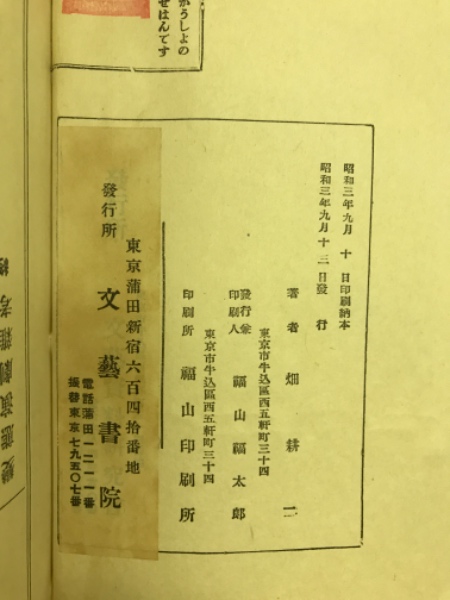 がうしよの
せはんです
昭和三年九月十日印刷納本
昭和三年九月十三日發行
著者 畑耕一
東京市牛込區西五軒町三十四
發行兼印刷人 福山福太郎
東京市牛込區西五軒町三十四
印刷所 福山印刷所
東京蒲田新宿六百四拾番地
發行所 文藝書院
電話蒲田一二一一番
振替東京七九五〇七番